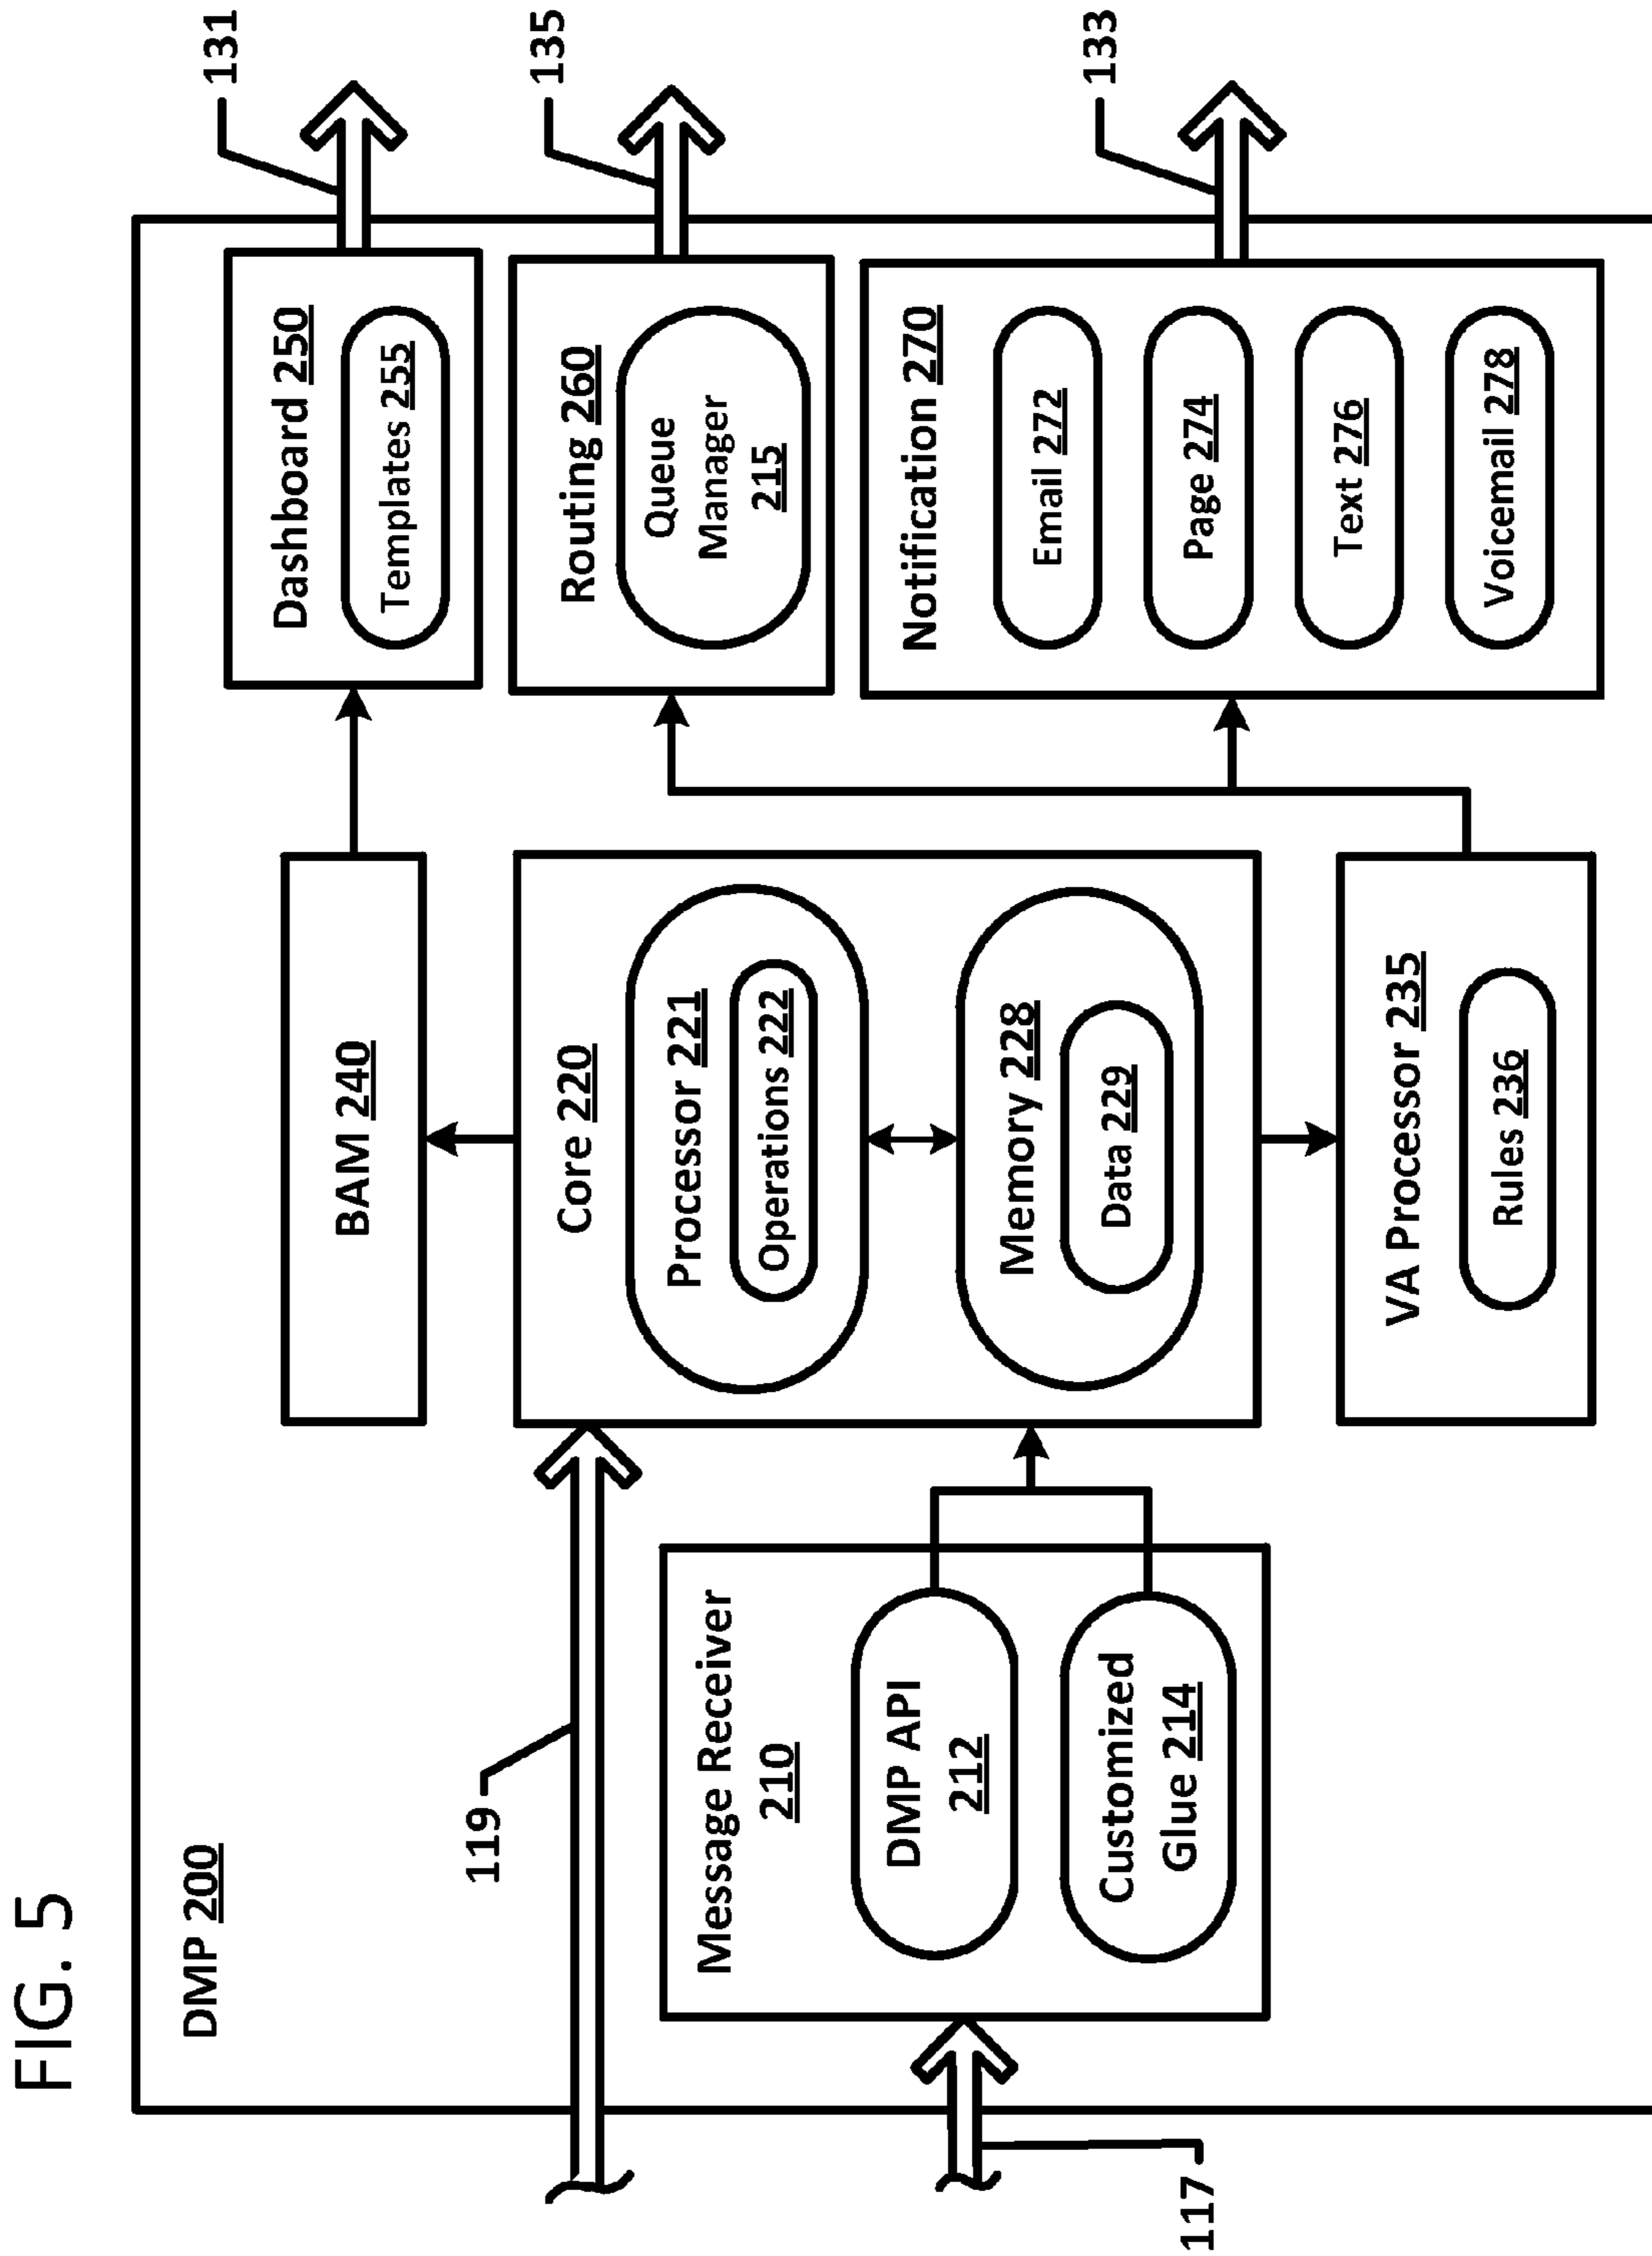 FIG. 5
DMP 200
119
117
Message Receiver
210
DMP API
212
Customized
Glue 214
BAM 240
Core 220
Processor 221
Operations 222
Memory 228
Data 229
VA Processor 235
Rules 236
Dashboard 250
Templates 255
Routing 260
Queue
Manager
215
Notification 270
Email 272
Page 274
Text 276
Voicemail 278
131
135
133